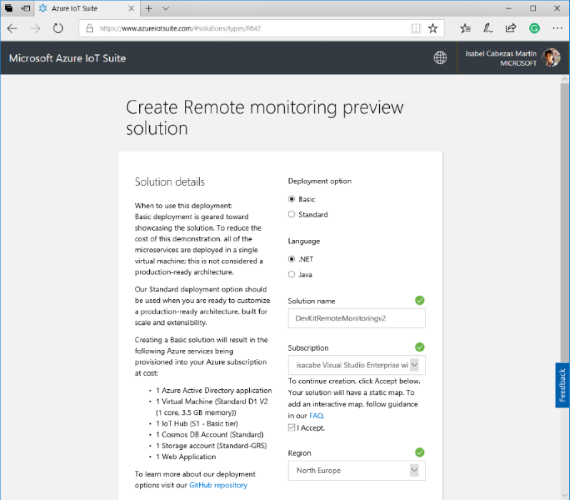 Azure IoT Suite
https://www.azureiotsuite.com/#solutions/types/RM2
Microsoft Azure IoT Suite
Isabel Cabezas Martín
MICROSOFT
Create Remote monitoring preview
solution
Solution details
When to use this deployment:
Basic deployment is geared toward
showcasing the solution. To reduce the
cost of this demonstration, all of the
microservices are deployed in a single
virtual machine; this is not considered a
production-ready architecture.
Our Standard deployment option should
be used when you are ready to customize
a production-ready architecture, built for
scale and extensibility.
Creating a Basic solution will result in the
following Azure services being
provisioned into your Azure subscription
at cost:
• 1 Azure Active Directory application
• 1 Virtual Machine (Standard D1 V2
(1 core, 3.5 GB memory))
• 1 IoT Hub (S1 - Basic tier)
• 1 Cosmos DB Account (Standard)
• 1 Storage account (Standard-GRS)
• 1 Web Application
To learn more about our deployment
options visit our GitHub repository
Deployment option
Basic
Standard
Language
.NET
Java
Solution name
DevKitRemoteMonitoringv2
Subscription
isacabe Visual Studio Enterprise wi
To continue creation, click Accept below.
Your solution will have a static map. To
add an interactive map, follow guidance
in our FAQ.
I Accept.
Region
North Europe
Feedback